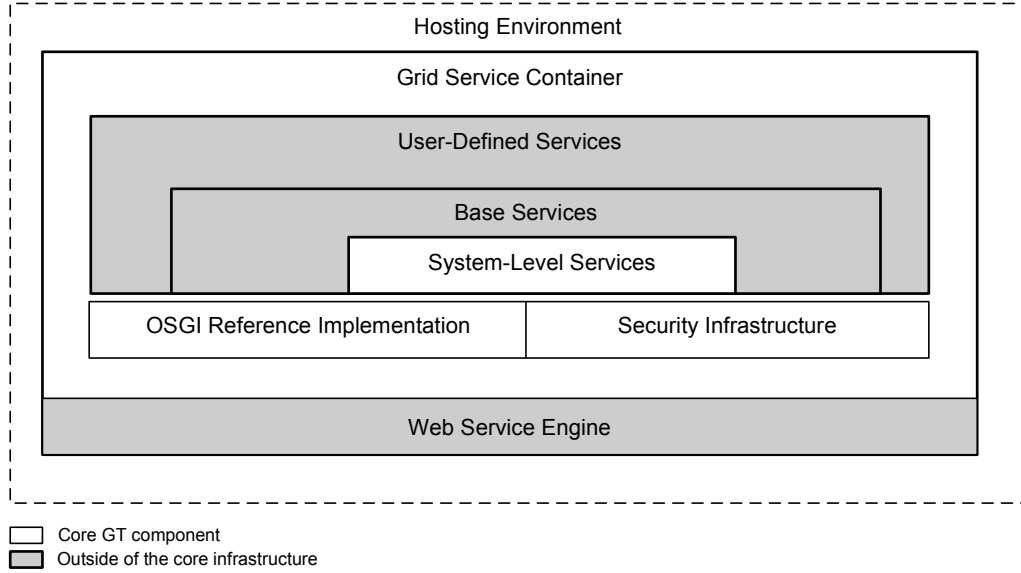 Hosting Environment
Grid Service Container
User-Defined Services
Base Services
System-Level Services
OSGI Reference Implementation
Security Infrastructure
Web Service Engine
Core GT component
Outside of the core infrastructure